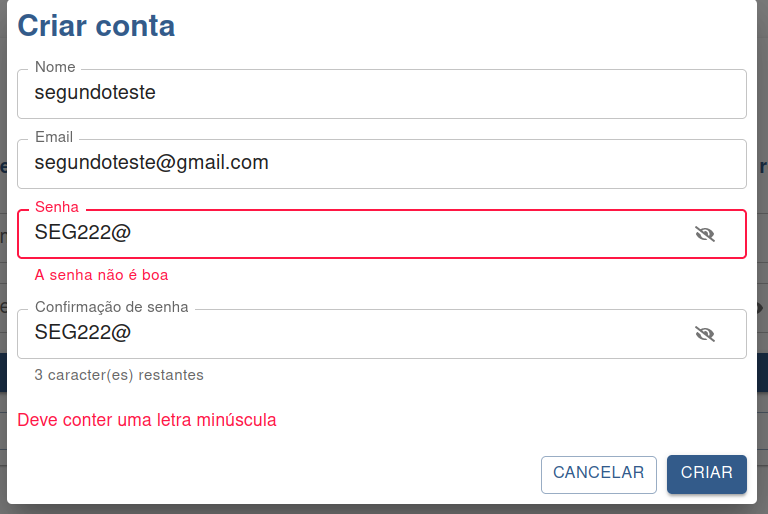 Criar conta
Nome
segundoteste
Email
segundoteste@gmail.com
Senha
SEG222@
A senha não é boa
Confirmação de senha
SEG222@
3 caracter(es) restantes
Deve conter uma letra minúscula
CANCELAR CRIAR